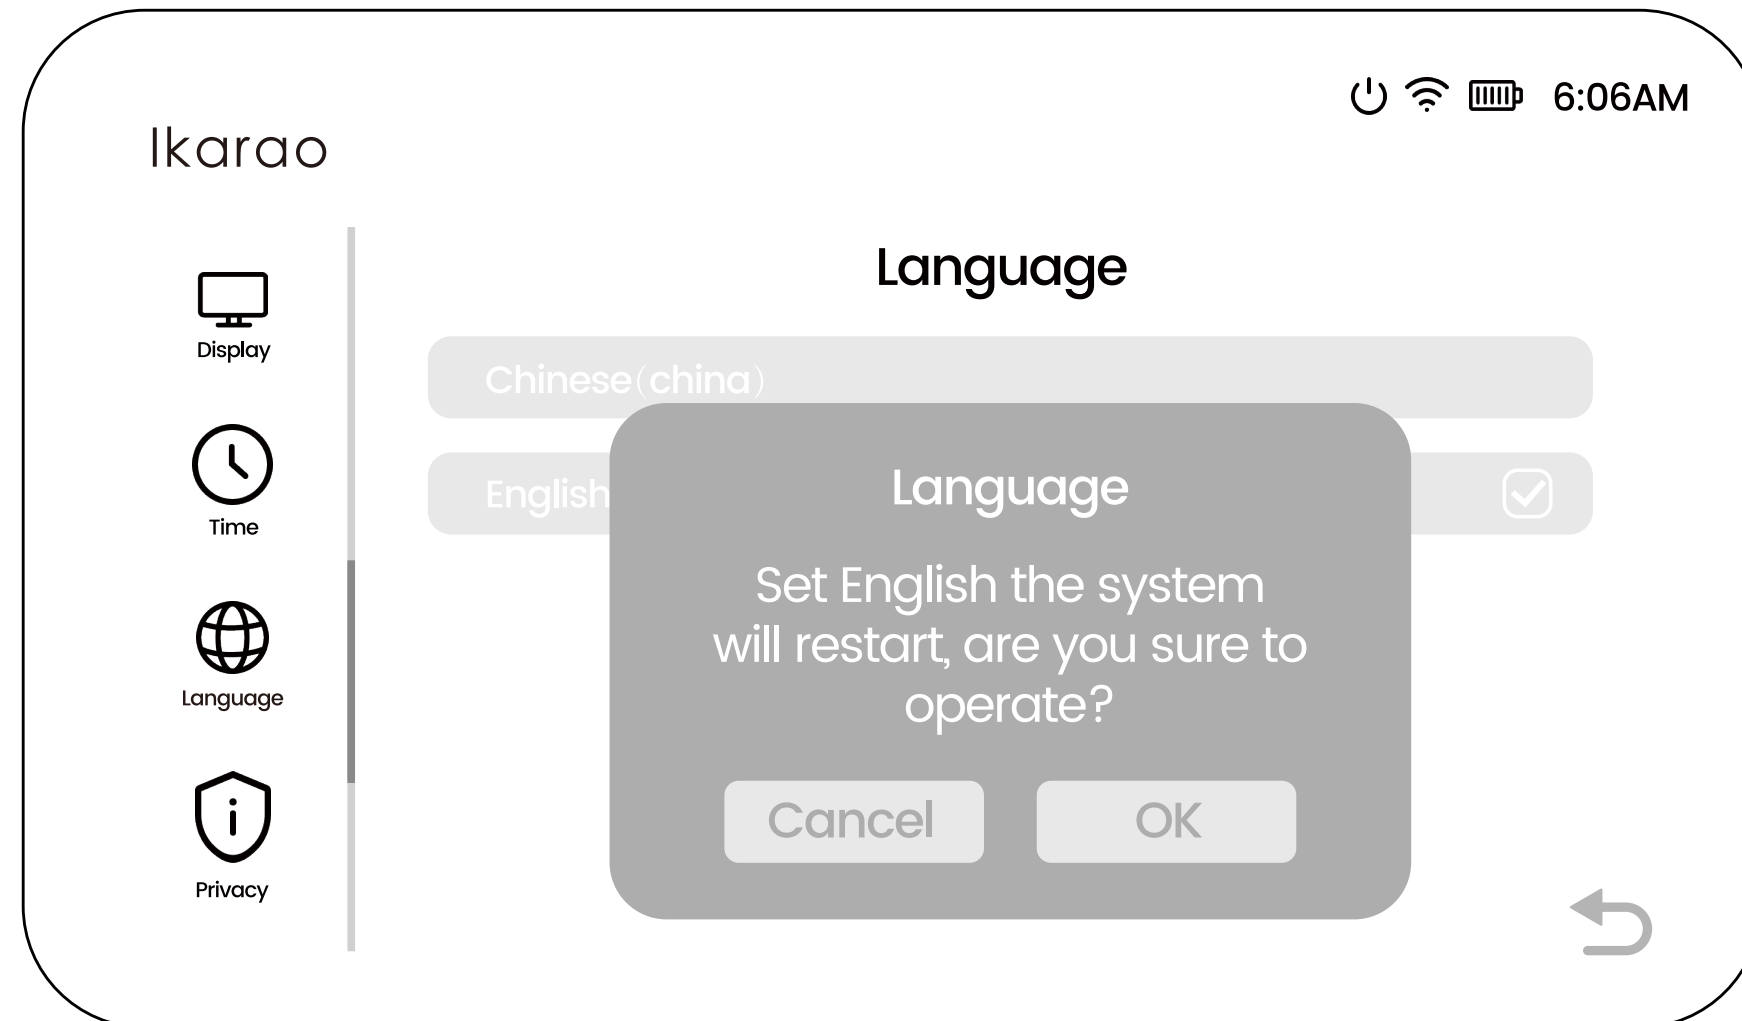 6:06AM
Ikarao
Language
Display
Chinese（china）
Time
English
Language
Set English the system
will restart, are you sure to
operate?
Language
Cancel
OK
Privacy